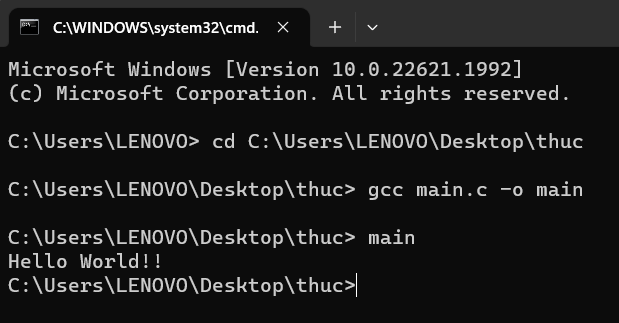 C:\WINDOWS\system32\cmd.
Microsoft Windows [Version 10.0.22621.1992]
(c) Microsoft Corporation. All rights reserved.
C:\Users\LENOVO> cd C:\Users\LENOVO\Desktop\thuc
C:\Users\LENOVO\Desktop\thuc> gcc main.c -o main
C:\Users\LENOVO\Desktop\thuc> main
Hello World!!
C:\Users\LENOVO\Desktop\thuc>